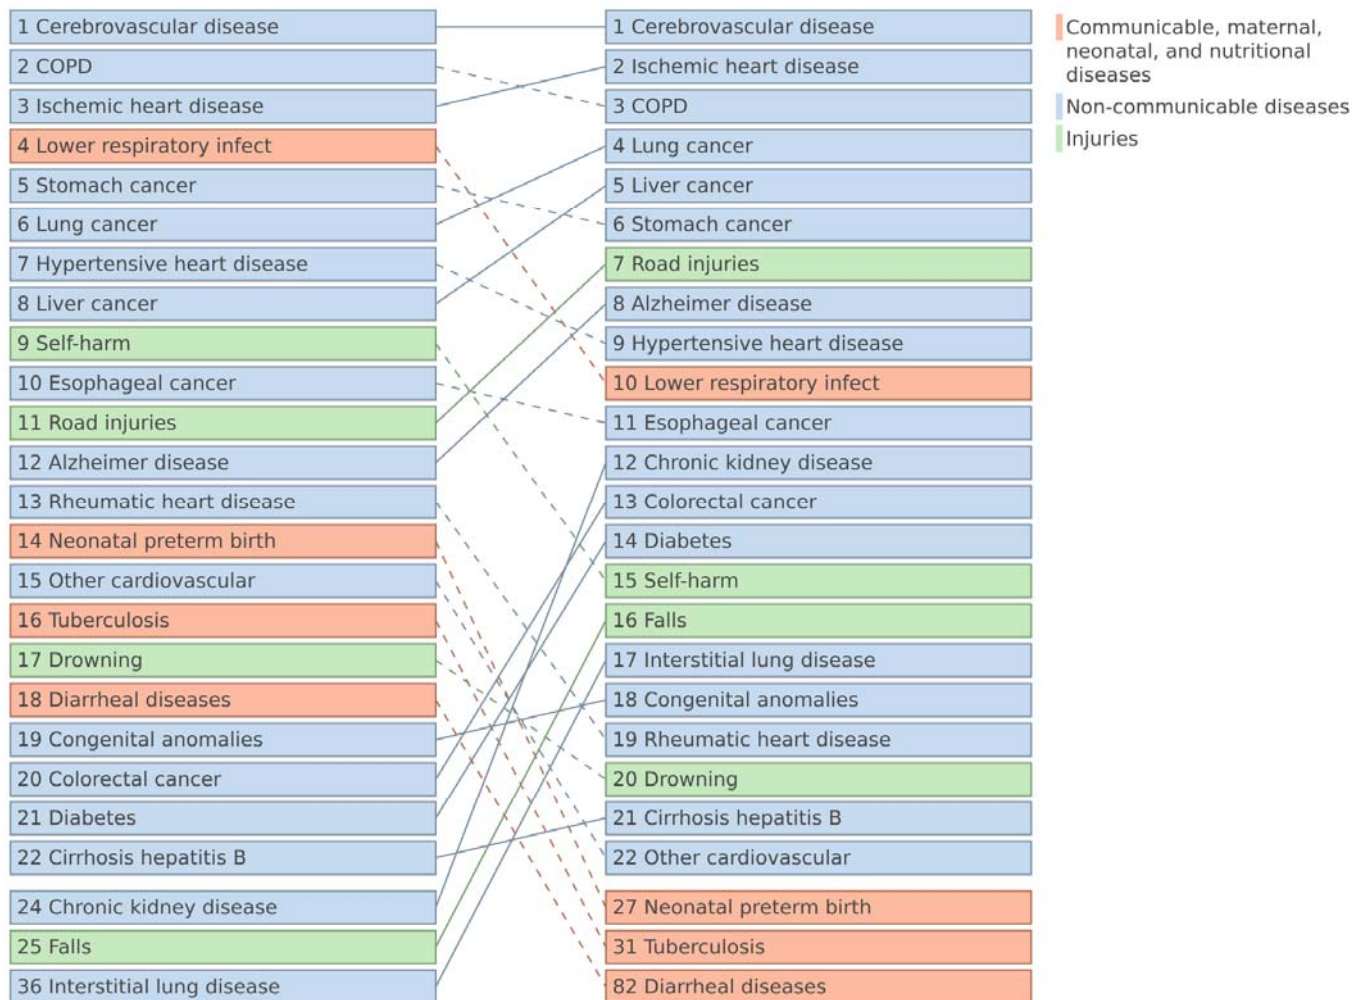 1 Cerebrovascular disease
2 COPD
3 Ischemic heart disease
4 Lower respiratory infect
5 Stomach cancer
6 Lung cancer
7 Hypertensive heart disease
8 Liver cancer
9 Self-harm
10 Esophageal cancer
11 Road injuries
12 Alzheimer disease
13 Rheumatic heart disease
14 Neonatal preterm birth
15 Other cardiovascular
16 Tuberculosis
17 Drowning
18 Diarrheal diseases
19 Congenital anomalies
20 Colorectal cancer
21 Diabetes
22 Cirrhosis hepatitis B
24 Chronic kidney disease
25 Falls
36 Interstitial lung disease
1 Cerebrovascular disease
2 Ischemic heart disease
3 COPD
4 Lung cancer
5 Liver cancer
6 Stomach cancer
7 Road injuries
8 Alzheimer disease
9 Hypertensive heart disease
10 Lower respiratory infect
11 Esophageal cancer
12 Chronic kidney disease
13 Colorectal cancer
14 Diabetes
15 Self-harm
16 Falls
17 Interstitial lung disease
18 Congenital anomalies
19 Rheumatic heart disease
20 Drowning
21 Cirrhosis hepatitis B
22 Other cardiovascular
27 Neonatal preterm birth
31 Tuberculosis
82 Diarrheal diseases
Communicable, maternal,
neonatal, and nutritional
diseases
Non-communicable diseases
Injuries